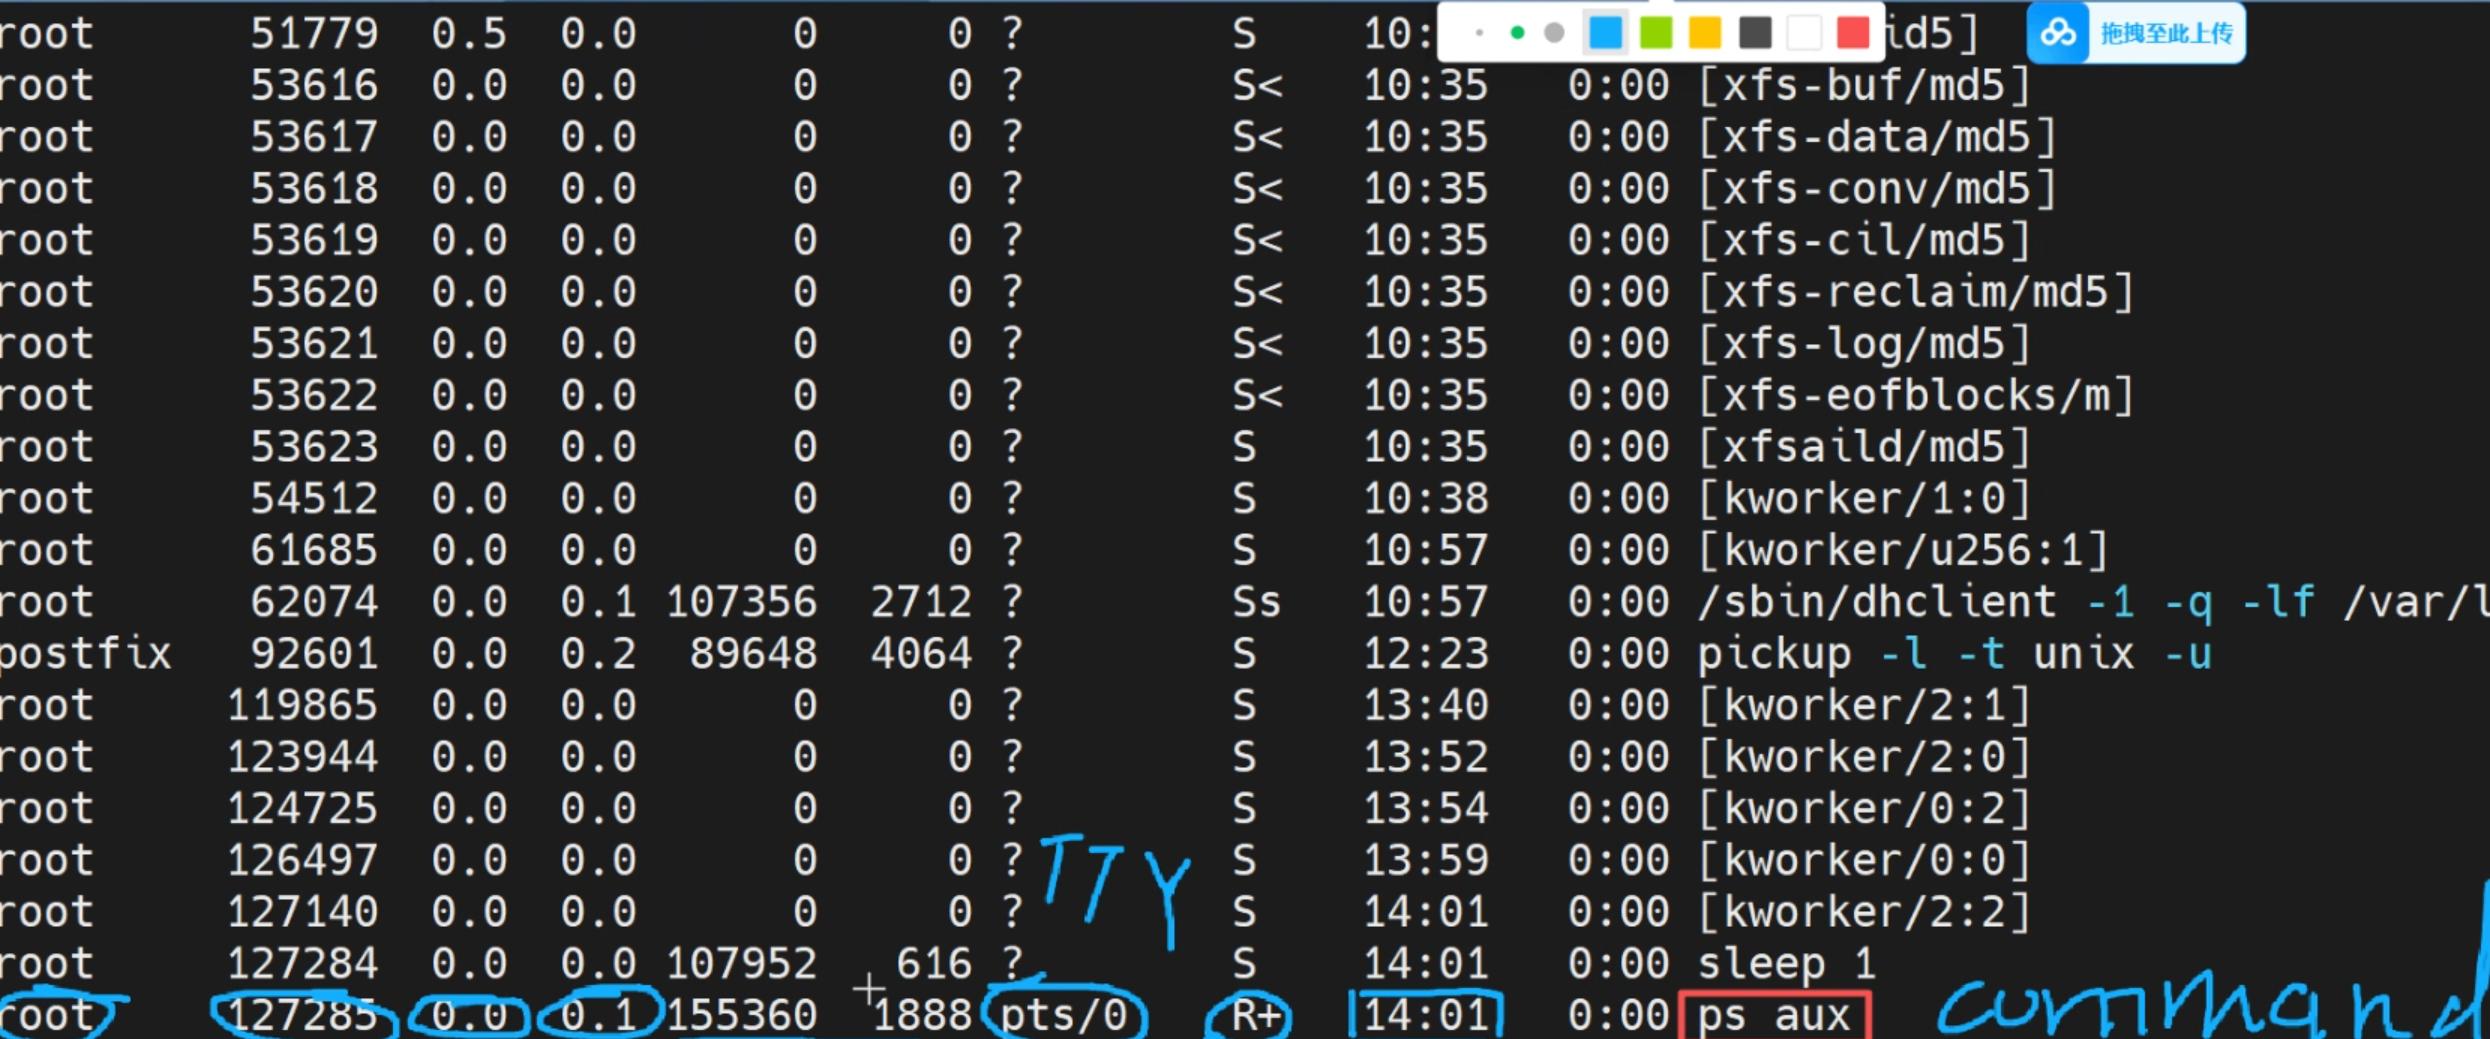 root 51779 0.5 0.0 0 0 ? S 10: id5] 拖拽至此上传
root 53616 0.0 0.0 0 0 ? S< 10:35 0:00 [xfs-buf/md5]
root 53617 0.0 0.0 0 0 ? S< 10:35 0:00 [xfs-data/md5]
root 53618 0.0 0.0 0 0 ? S< 10:35 0:00 [xfs-conv/md5]
root 53619 0.0 0.0 0 0 ? S< 10:35 0:00 [xfs-cil/md5]
root 53620 0.0 0.0 0 0 ? S< 10:35 0:00 [xfs-reclaim/md5]
root 53621 0.0 0.0 0 0 ? S< 10:35 0:00 [xfs-log/md5]
root 53622 0.0 0.0 0 0 ? S< 10:35 0:00 [xfs-eofblocks/m]
root 53623 0.0 0.0 0 0 ? S 10:35 0:00 [xfsaild/md5]
root 54512 0.0 0.0 0 0 ? S 10:38 0:00 [kworker/1:0]
root 61685 0.0 0.0 0 0 ? S 10:57 0:00 [kworker/u256:1]
root 62074 0.0 0.1 107356 2712 ? Ss 10:57 0:00 /sbin/dhclient -1 -q -lf /var/l
postfix 92601 0.0 0.2 89648 4064 ? S 12:23 0:00 pickup -l -t unix -u
root 119865 0.0 0.0 0 0 ? S 13:40 0:00 [kworker/2:1]
root 123944 0.0 0.0 0 0 ? S 13:52 0:00 [kworker/2:0]
root 124725 0.0 0.0 0 0 ? S 13:54 0:00 [kworker/0:2]
root 126497 0.0 0.0 0 0 ? S 13:59 0:00 [kworker/0:0]
TTY
root 127140 0.0 0.0 0 0 ? S 14:01 0:00 [kworker/2:2]
root 127284 0.0 0.0 107952 616 ? S 14:01 0:00 sleep 1
root 127285 0.0 0.1 155360 1888 pts/0 R+ 14:01 0:00 ps aux command